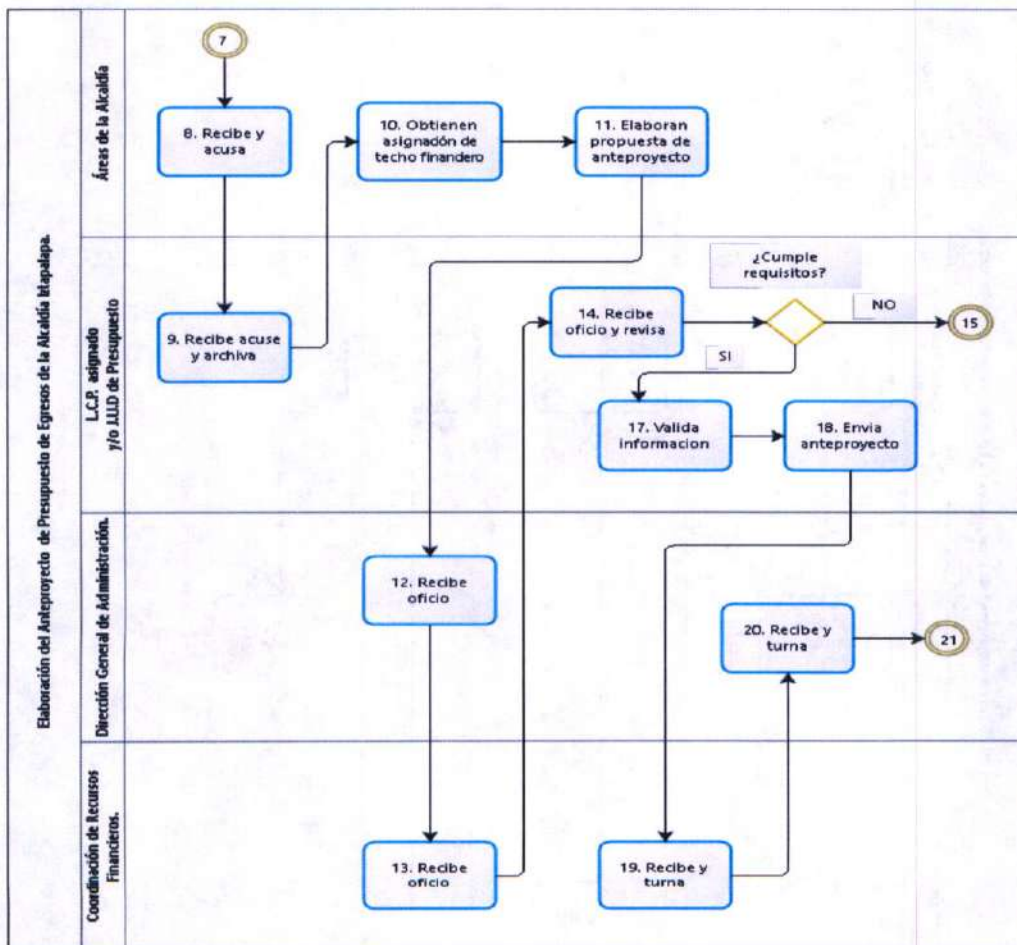 Elaboración del Anteproyecto de Presupuesto de Egresos de la Alcaldía Iztapalapa.
Áreas de la Alcaldía
7
8. Recibe y
acusa
10. Obtienen
asignación de
techo financiero
11. Elaboran
propuesta de
anteproyecto
L.C.P. asignado
y/o J.U.D de Presupuesto
9. Recibe acuse
y archiva
14. Recibe
oficio y revisa
¿Cumple
requisitos?
NO
15
SI
17. Valida
informacion
18. Envia
anteproyecto
Dirección General de Administración.
12. Recibe
oficio
20. Recibe y
turna
21
Coordinación de Recursos
Financieros.
13. Recibe
oficio
19. Recibe y
turna